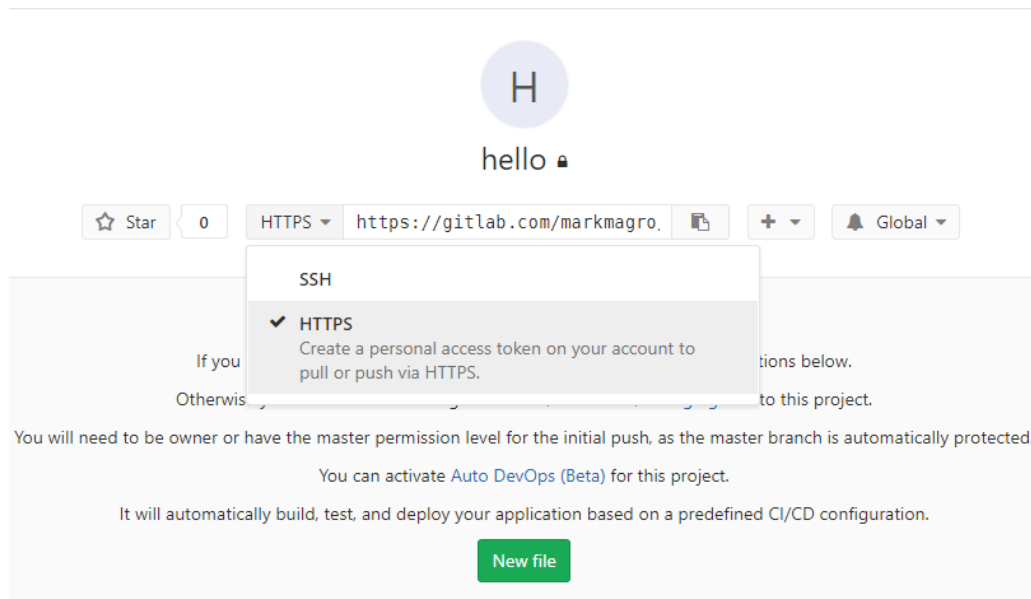 H
hello
Star 0 HTTPS https://gitlab.com/markmagro Global
SSH
HTTPS
Create a personal access token on your account to
pull or push via HTTPS.
If you tions below.
Otherwis to this project.
You will need to be owner or have the master permission level for the initial push, as the master branch is automatically protected.
You can activate Auto DevOps (Beta) for this project.
It will automatically build, test, and deploy your application based on a predefined CI/CD configuration.
New file